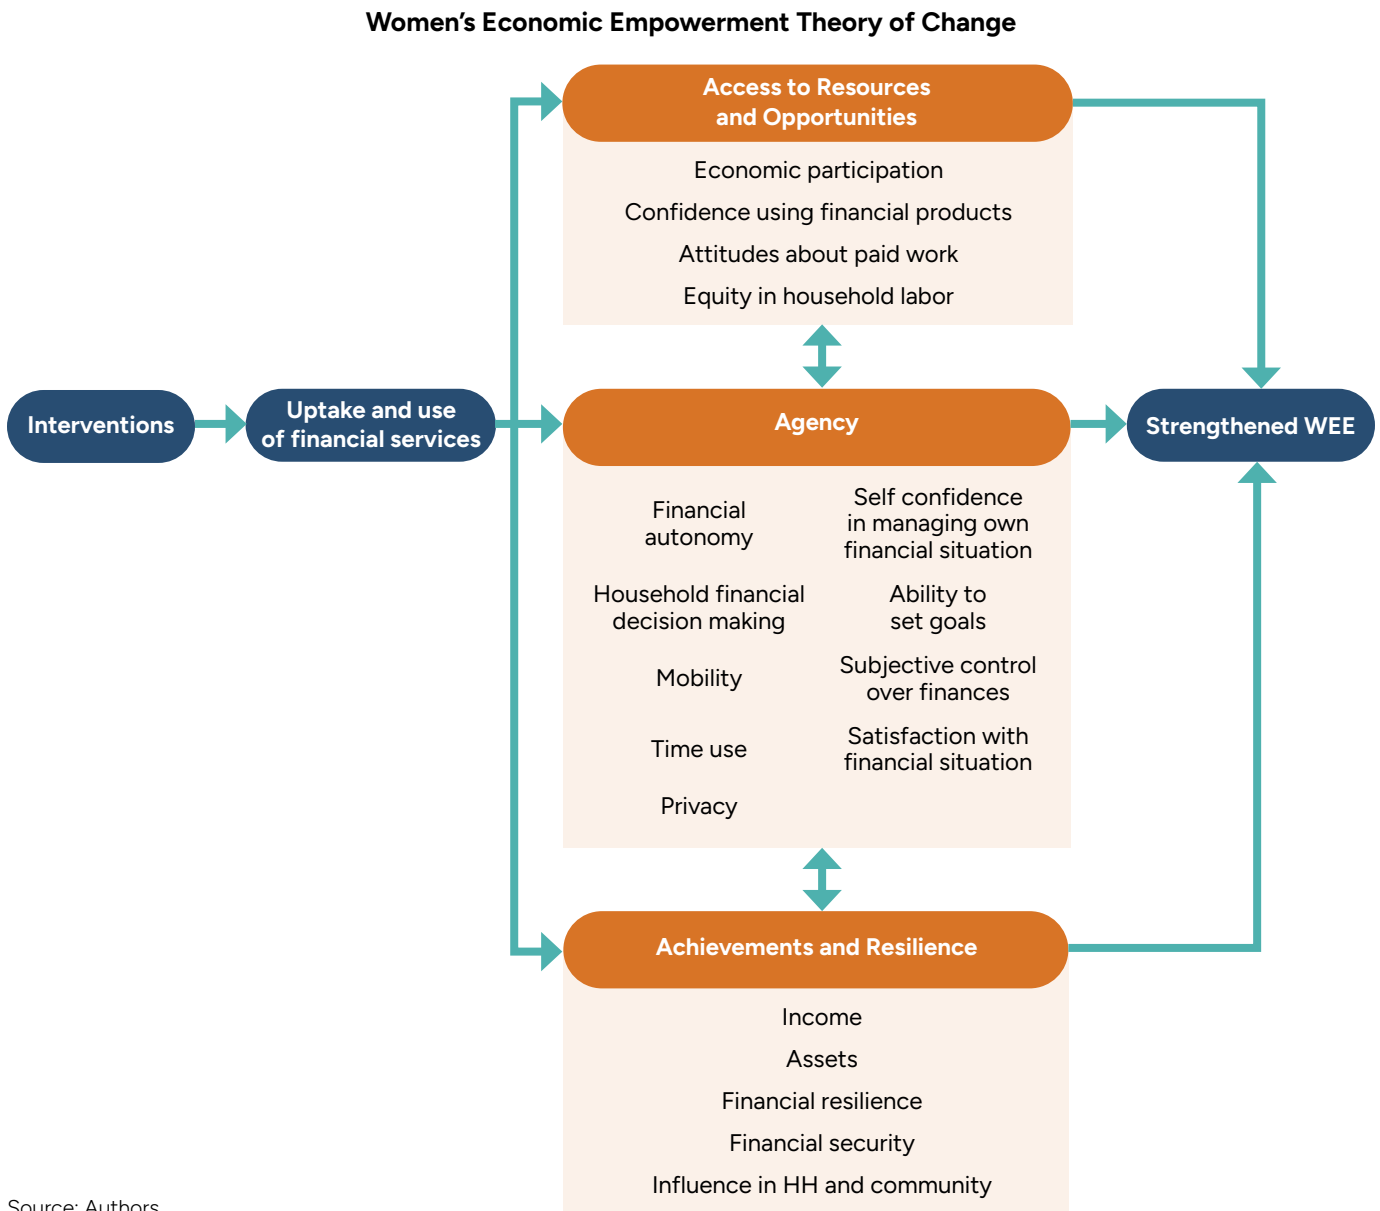 Women’s Economic Empowerment Theory of Change
Access to Resources
and Opportunities
Economic participation
Confidence using financial products
Attitudes about paid work
Equity in household labor
Interventions
Uptake and use
of financial services
Agency
Strengthened WEE
Financial
autonomy
Household financial
decision making
Mobility
Time use
Privacy
Self confidence
in managing own
financial situation
Ability to
set goals
Subjective control
over finances
Satisfaction with
financial situation
Achievements and Resilience
Income
Assets
Financial resilience
Financial security
Influence in HH and community
Source: Authors